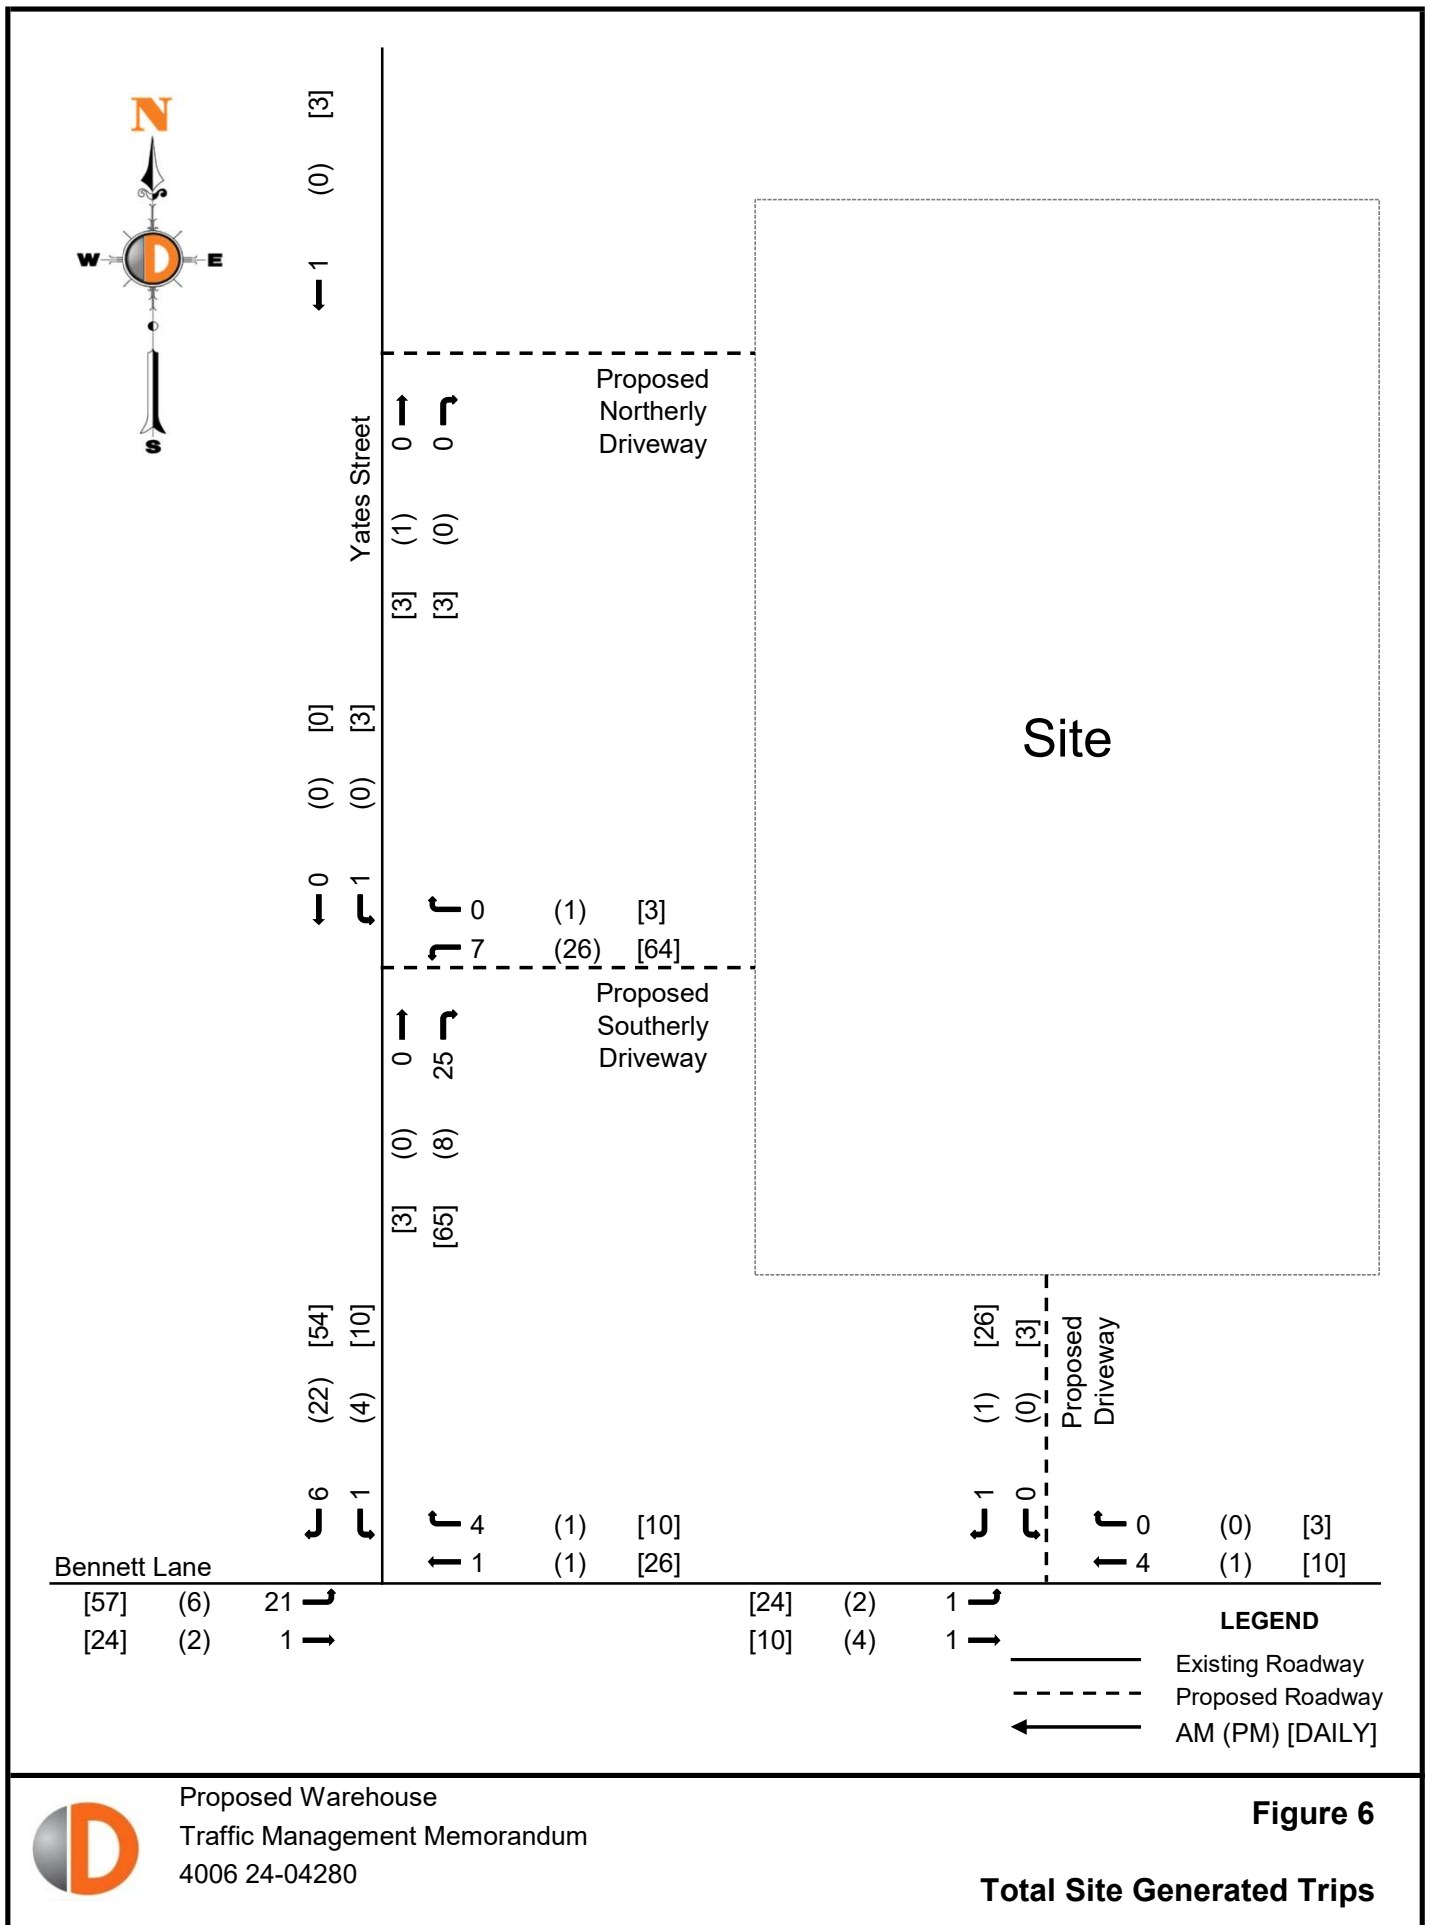 N
W
D
E
S
[3]
(0)
1
Proposed
Northerly
Driveway
Yates Street
0 0
(1) (0)
[3] [3]
[0] [3]
(0) (0)
0 1
Site
0 (1) [3]
7 (26) [64]
Proposed
Southerly
Driveway
0 25
(0) (8)
[3] [65]
[54] [10]
(22) (4)
6 1
[26] [3]
(1) (0)
1 0
Proposed
Driveway
4 (1) [10]
1 (1) [26]
0 (0) [3]
4 (1) [10]
Bennett Lane
[57] (6) 21
[24] (2) 1
[24] (2) 1
[10] (4) 1
LEGEND
Existing Roadway
Proposed Roadway
AM (PM) [DAILY]
D
Proposed Warehouse
Traffic Management Memorandum
4006 24-04280
Figure 6
Total Site Generated Trips